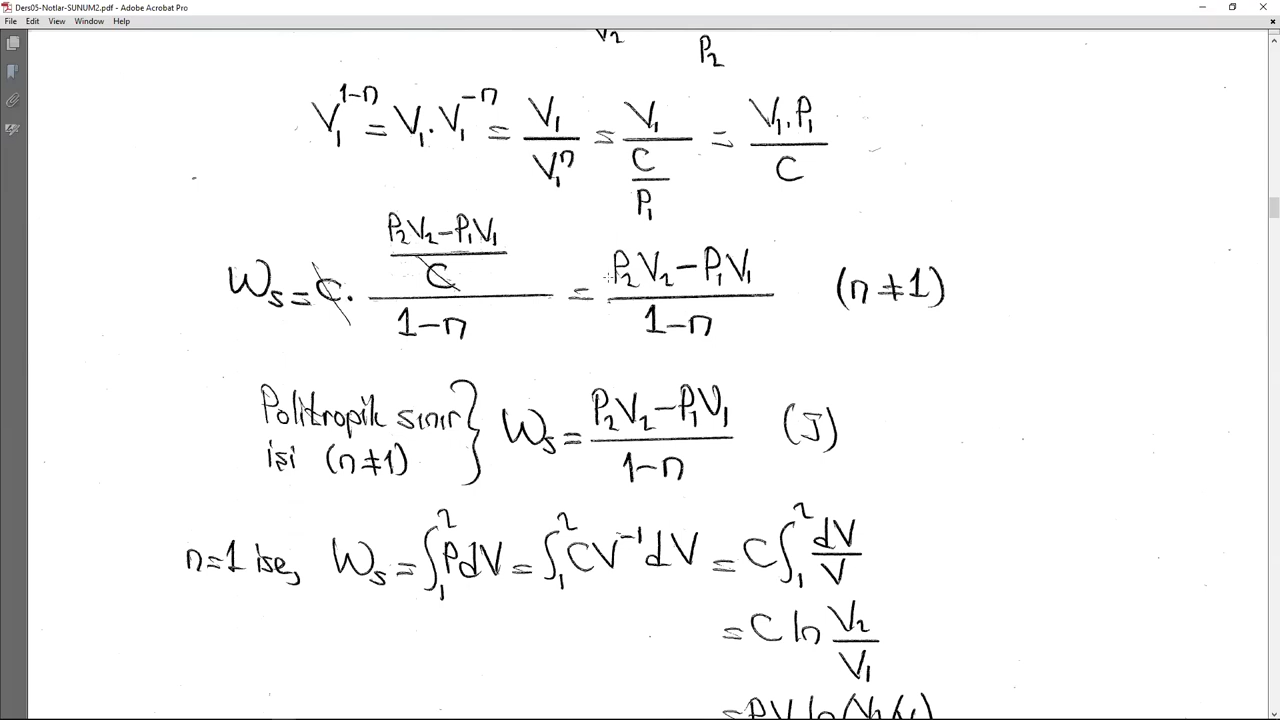 Ders05-Notlar-SUNUM2.pdf - Adobe Acrobat Pro
File Edit View Window Help
V₂ P₂
V₁^(1-n) = V₁ . V₁^(-n) = V₁ / V₁ⁿ = V₁ / (C / P₁) = V₁ . P₁ / C
Wₛ = C . ((P₂V₂ - P₁V₁) / C) / (1-n) = (P₂V₂ - P₁V₁) / (1-n) (n ≠ 1)
Politropik sınır işi (n ≠ 1) } Wₛ = (P₂V₂ - P₁V₁) / (1-n) (J)
n=1 ise, Wₛ = ∫₁² PdV = ∫₁² CV⁻¹dV = C ∫₁² dV / V
= C ln V₂ / V₁